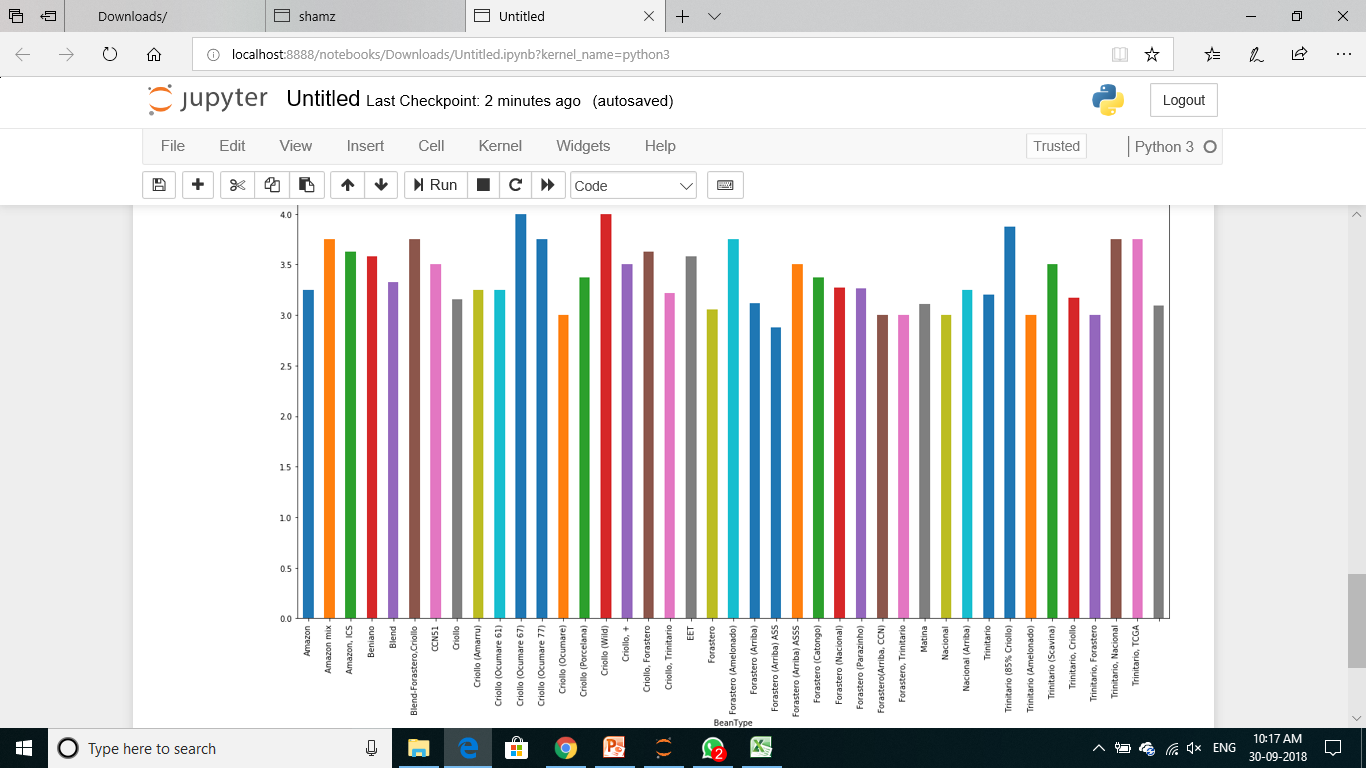 Downloads/
shamz
Untitled
localhost:8888/notebooks/Downloads/Untitled.ipynb?kernel_name=python3
jupyter Untitled Last Checkpoint: 2 minutes ago (autosaved)
Logout
File Edit View Insert Cell Kernel Widgets Help
Trusted
Python 3
Run
Code
4.0
3.5
3.0
2.5
2.0
1.5
1.0
0.5
0.0
Amazon
Amazon mix
Amazon, ICS
Beniano
Blend
Blend-Forastero,Criollo
CCN51
Criollo
Criollo (Amarru)
Criollo (Ocumare 61)
Criollo (Ocumare 67)
Criollo (Ocumare 77)
Criollo (Ocumare)
Criollo (Porcelana)
Criollo (Wild)
Criollo, +
Criollo, Forastero
Criollo, Trinitario
EET
Forastero
Forastero (Amelonado)
Forastero (Arriba)
Forastero (Arriba) ASS
Forastero (Arriba) ASSS
Forastero (Catongo)
Forastero (Nacional)
Forastero (Parazinho)
Forastero(Arriba, CCN)
Forastero, Trinitario
Matina
Nacional
Nacional (Arriba)
Trinitario
Trinitario (85% Criollo)
Trinitario (Amelonado)
Trinitario (Scavina)
Trinitario, Criollo
Trinitario, Forastero
Trinitario, Nacional
Trinitario, TCGA
BeanType
Type here to search
2
ENG
10:17 AM
30-09-2018